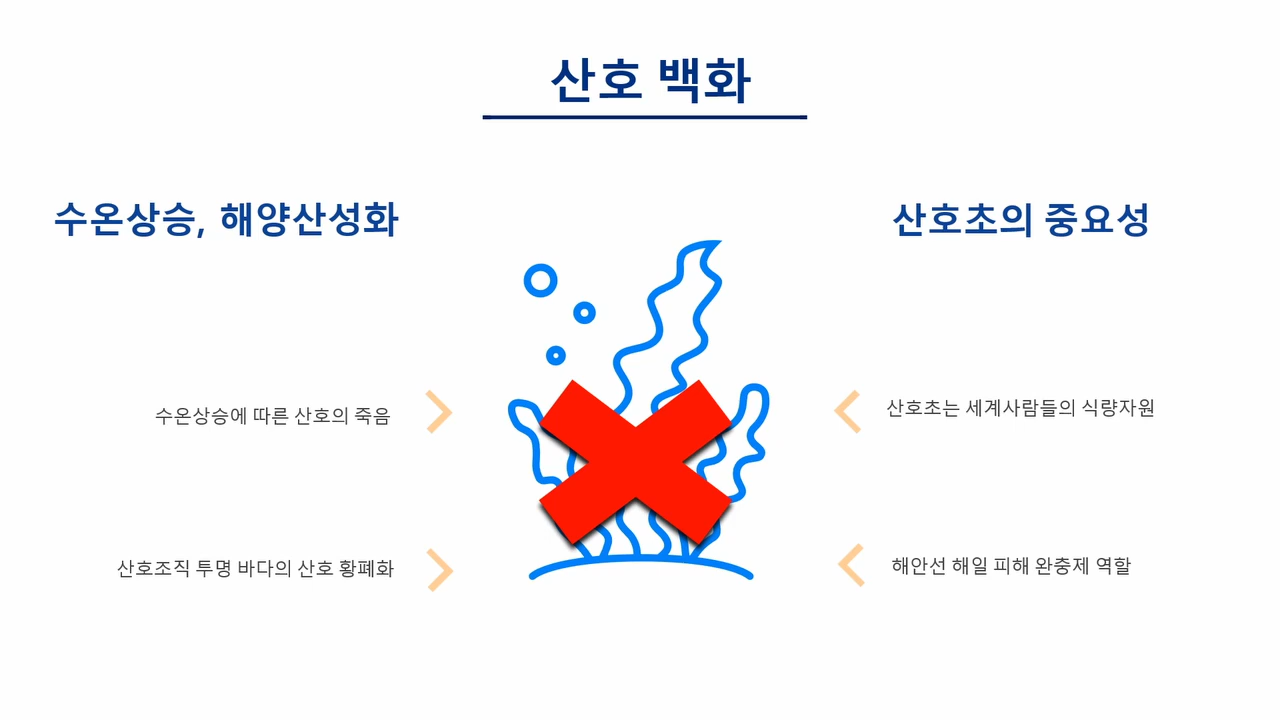 산호 백화
수온상승, 해양산성화
수온상승에 따른 산호의 죽음
산호조직 투명 바다의 산호 황폐화
산호초의 중요성
산호초는 세계사람들의 식량자원
해안선 해일 피해 완충제 역할